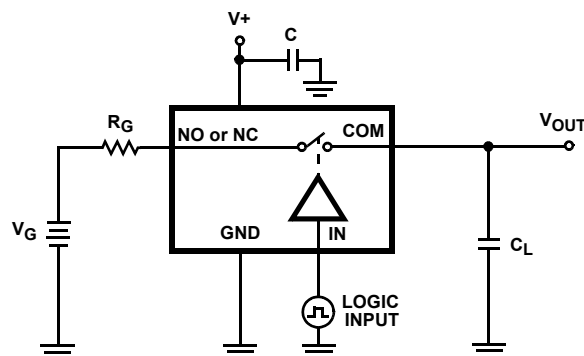 V+
C
RG
NO or NC
COM
VOUT
VG
GND
IN
CL
LOGIC
INPUT